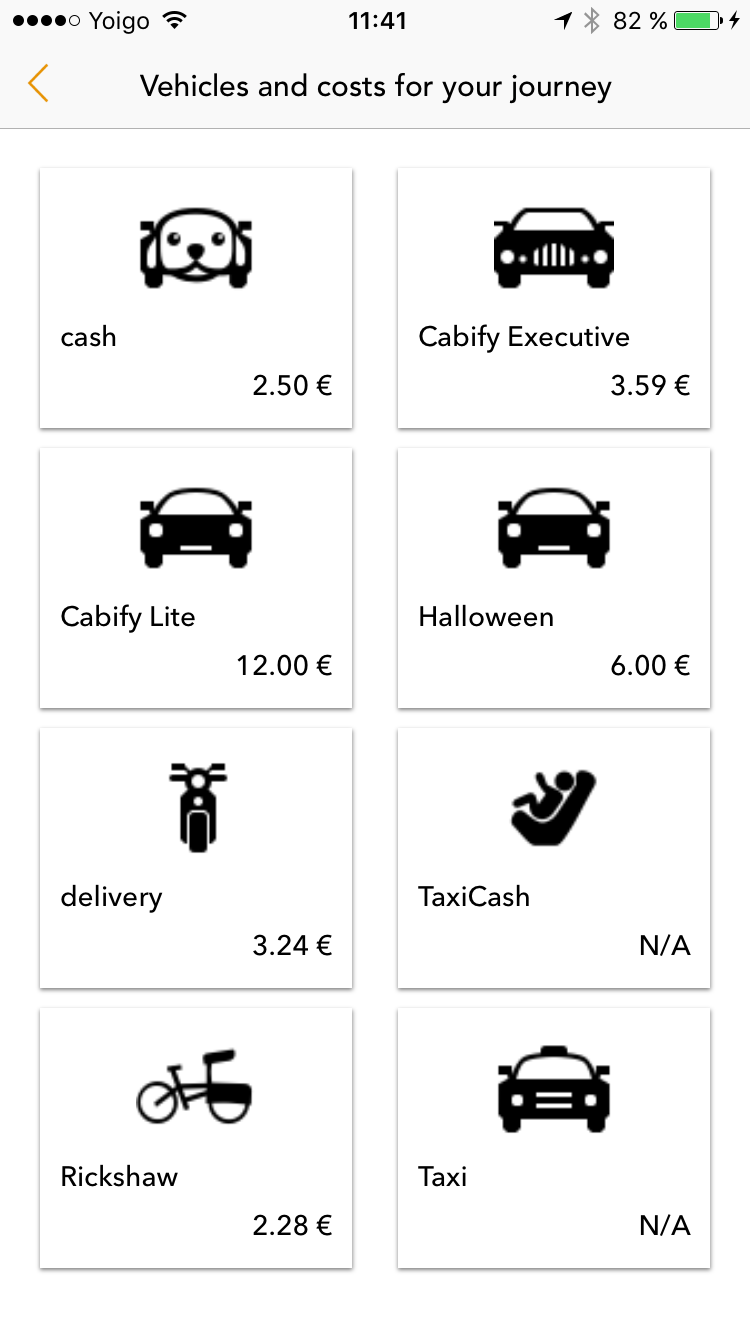 Yoigo 11:41 82 %
Vehicles and costs for your journey
cash
2.50 €
Cabify Executive
3.59 €
Cabify Lite
12.00 €
Halloween
6.00 €
delivery
3.24 €
TaxiCash
N/A
Rickshaw
2.28 €
Taxi
N/A